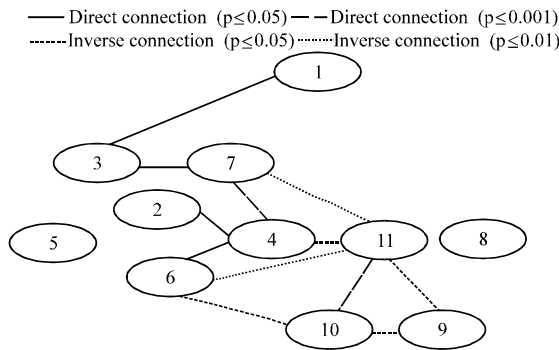 Direct connection (p≤0.05) Direct connection (p≤0.001)
Inverse connection (p≤0.05) Inverse connection (p≤0.01)
1
3 7
2
5 4 11 8
6
10 9